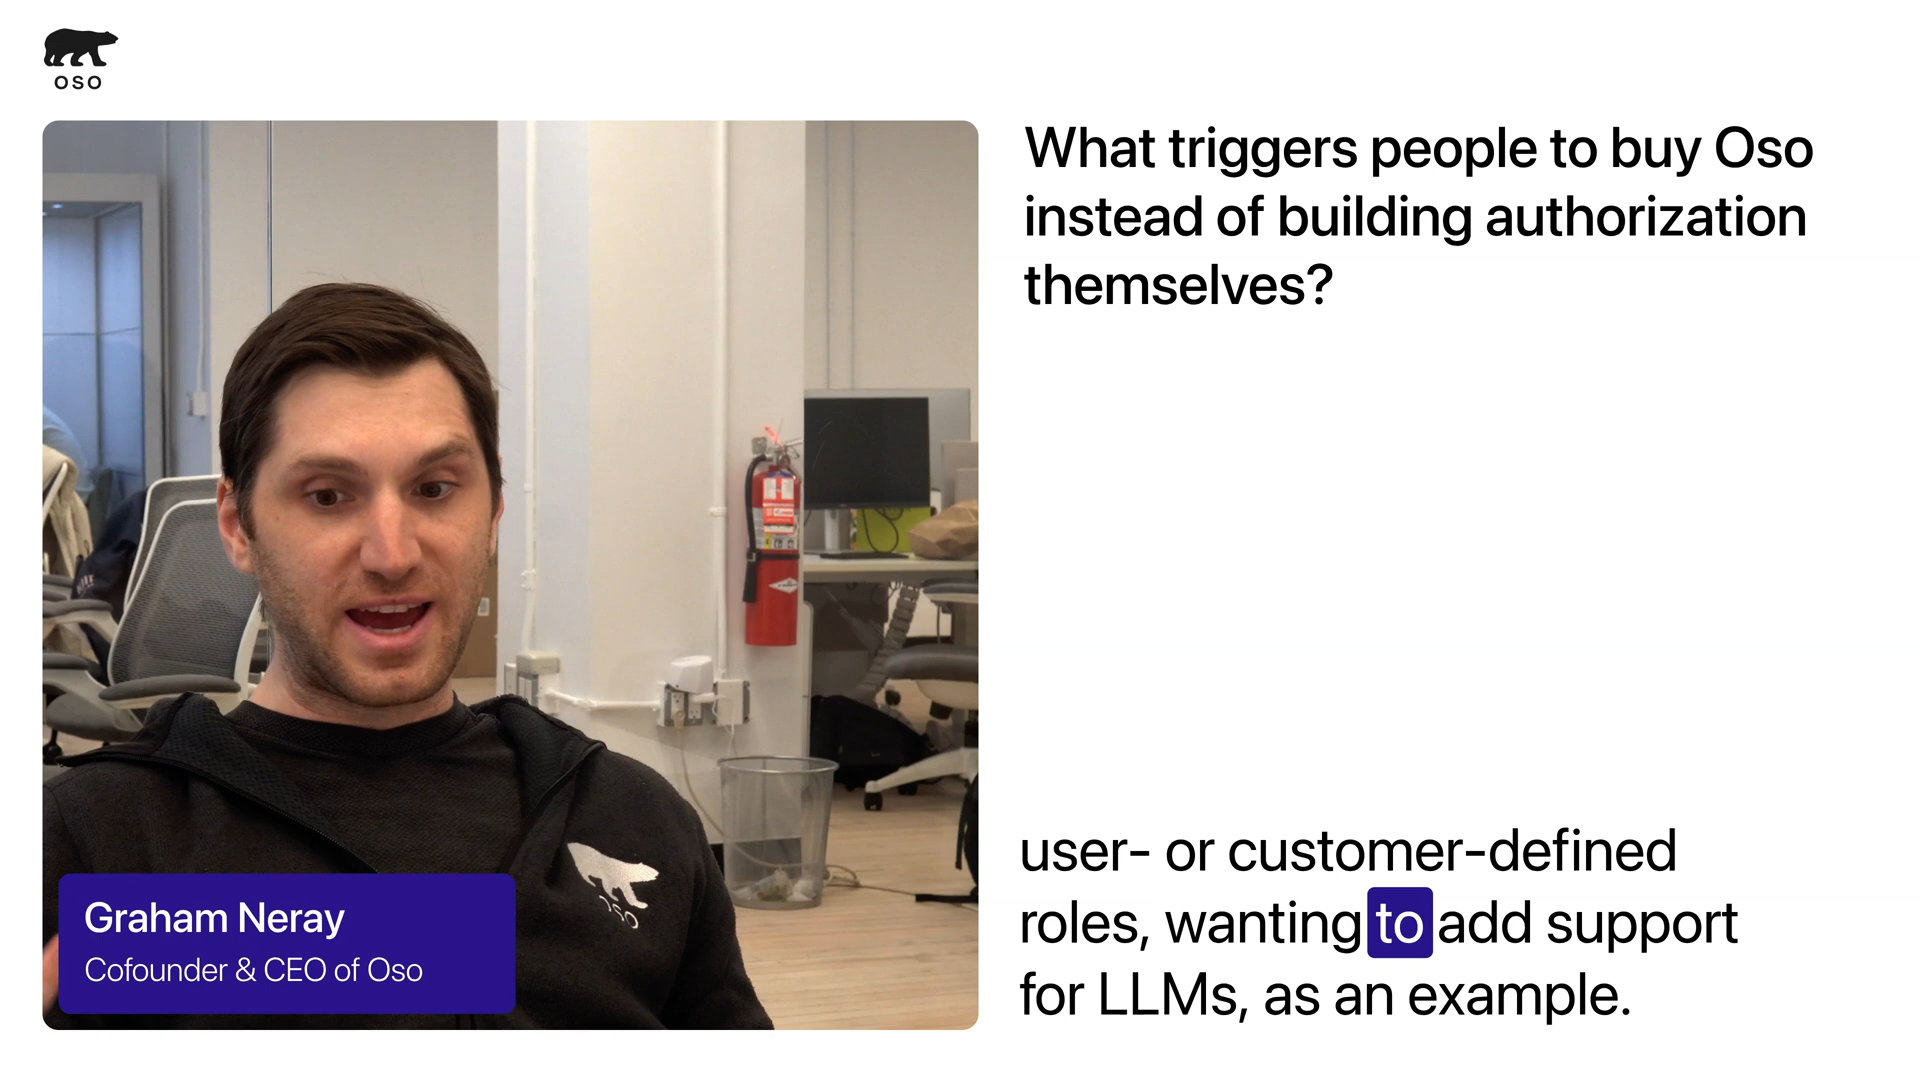 OSO
What triggers people to buy Oso
instead of building authorization
themselves?
OSO
Graham Neray
Cofounder & CEO of Oso
user- or customer-defined
roles, wanting to add support
for LLMs, as an example.